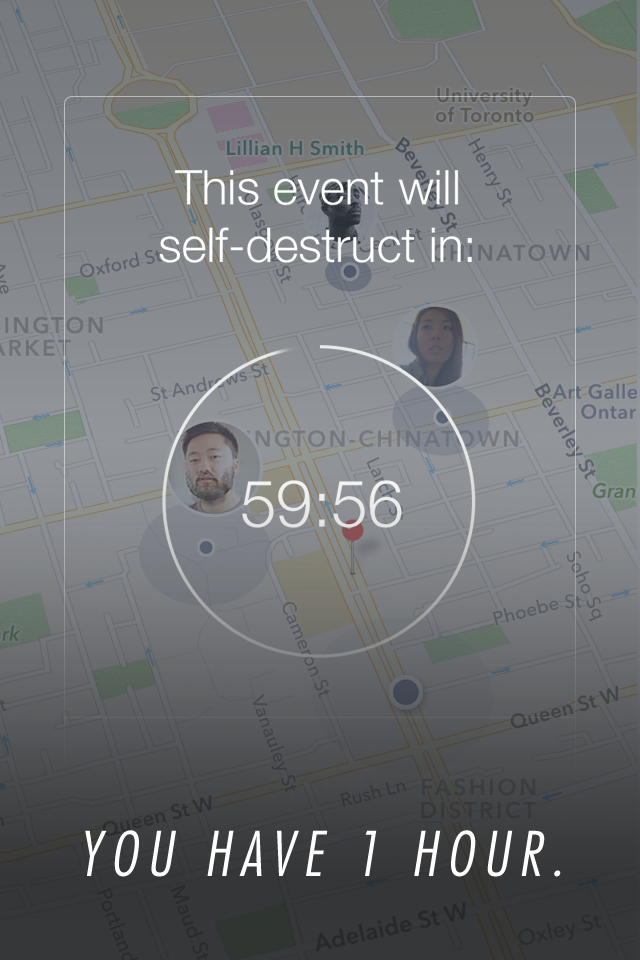 University
of Toronto
Lillian H Smith
This event will
Henry St
Beverley St
self-destruct in:
CHINATOWN
Oxford St
Ave
INGTON
ARKET
St Andrews St
Art Galle
Ontar
Beverley St
NGTON-CHINATOWN
59:56
Gran
Soho Sq
Phoebe St
Cameron St
rk
Queen St W
Vanauley St
Rush Ln
FASHION
DISTRICT
Queen St W
YOU HAVE 1 HOUR.
Portland
Maud St
Adelaide St W
Oxley St